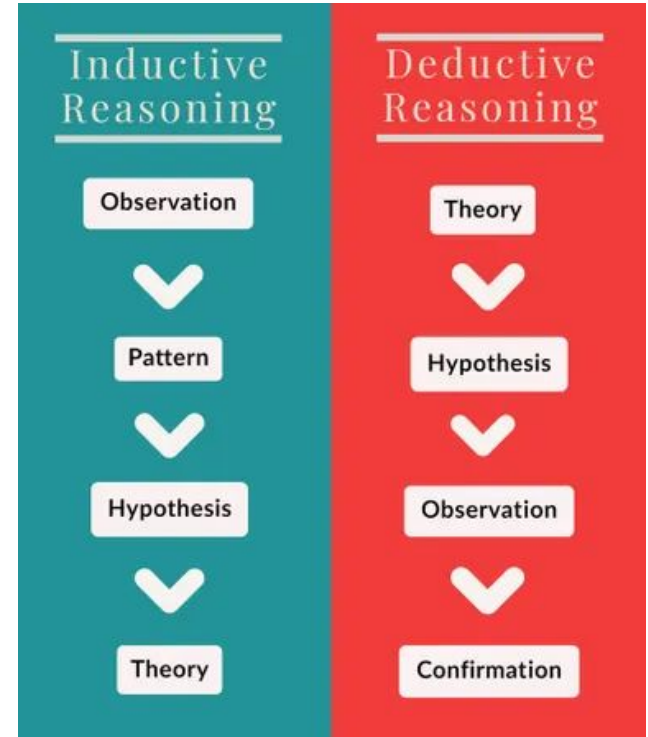 Inductive
Reasoning
Observation
Pattern
Hypothesis
Theory
Deductive
Reasoning
Theory
Hypothesis
Observation
Confirmation